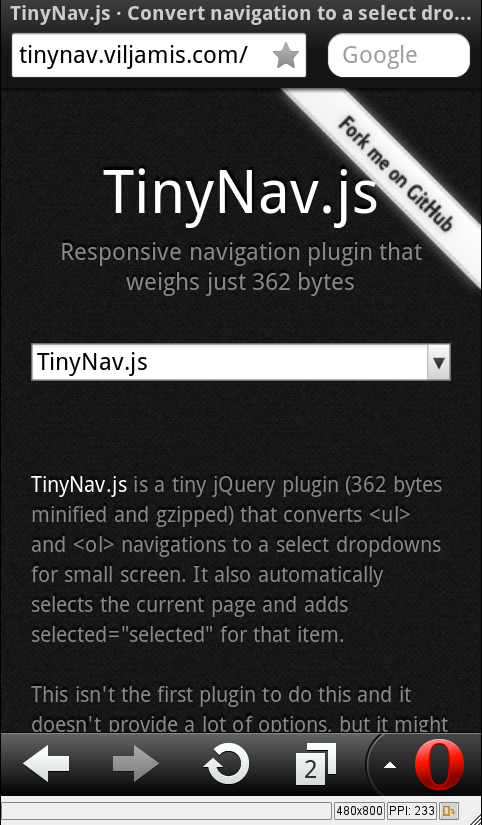 TinyNav.js · Convert navigation to a select dro...
tinynav.viljamis.com/
Google
Fork me on GitHub
TinyNav.js
Responsive navigation plugin that
weighs just 362 bytes
TinyNav.js
TinyNav.js is a tiny jQuery plugin (362 bytes
minified and gzipped) that converts <ul>
and <ol> navigations to a select dropdowns
for small screen. It also automatically
selects the current page and adds
selected="selected" for that item.
This isn't the first plugin to do this and it
doesn't provide a lot of options, but it might
2
480x800
PPI: 233